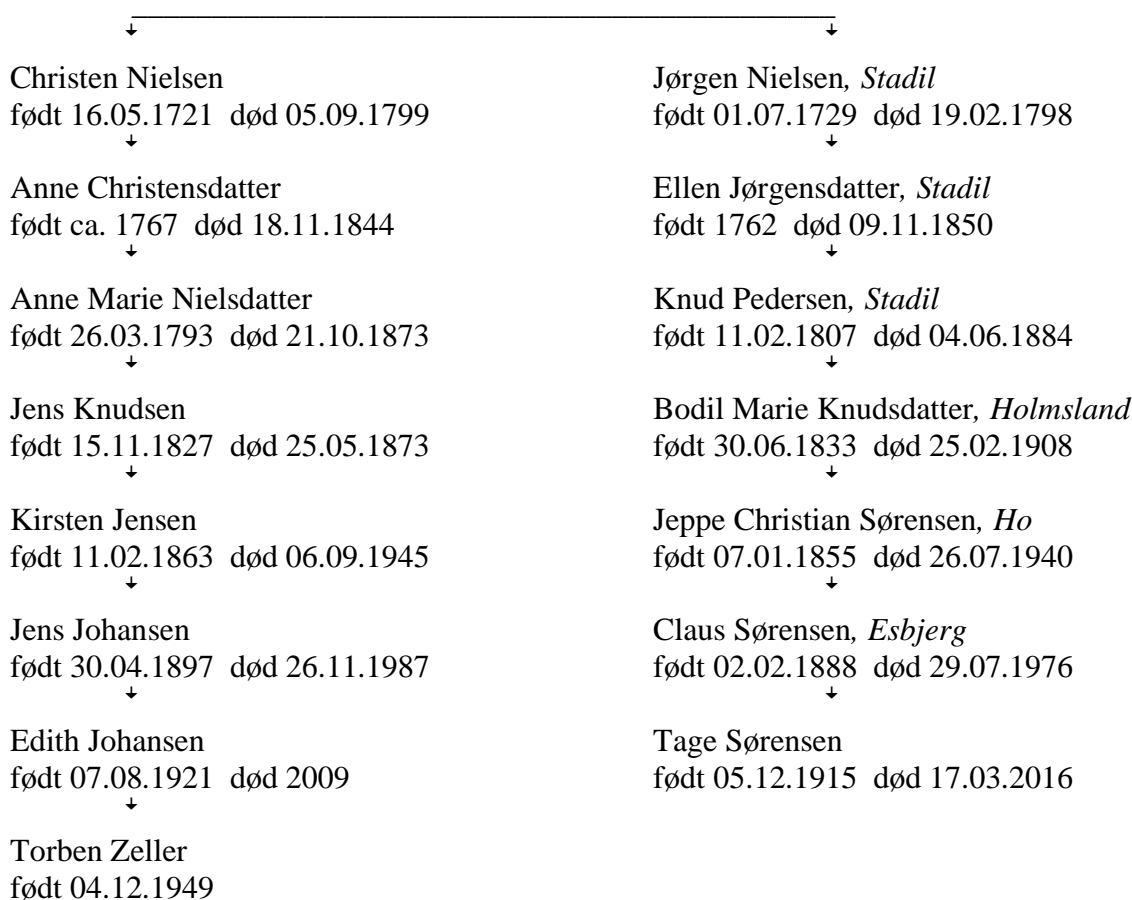 Christen Nielsen
født 16.05.1721 død 05.09.1799
Anne Christensdatter
født ca. 1767 død 18.11.1844
Anne Marie Nielsdatter
født 26.03.1793 død 21.10.1873
Jens Knudsen
født 15.11.1827 død 25.05.1873
Kirsten Jensen
født 11.02.1863 død 06.09.1945
Jens Johansen
født 30.04.1897 død 26.11.1987
Edith Johansen
født 07.08.1921 død 2009
Torben Zeller
født 04.12.1949
Jørgen Nielsen, Stadil
født 01.07.1729 død 19.02.1798
Ellen Jørgensdatter, Stadil
født 1762 død 09.11.1850
Knud Pedersen, Stadil
født 11.02.1807 død 04.06.1884
Bodil Marie Knudsdatter, Holmsland
født 30.06.1833 død 25.02.1908
Jeppe Christian Sørensen, Ho
født 07.01.1855 død 26.07.1940
Claus Sørensen, Esbjerg
født 02.02.1888 død 29.07.1976
Tage Sørensen
født 05.12.1915 død 17.03.2016